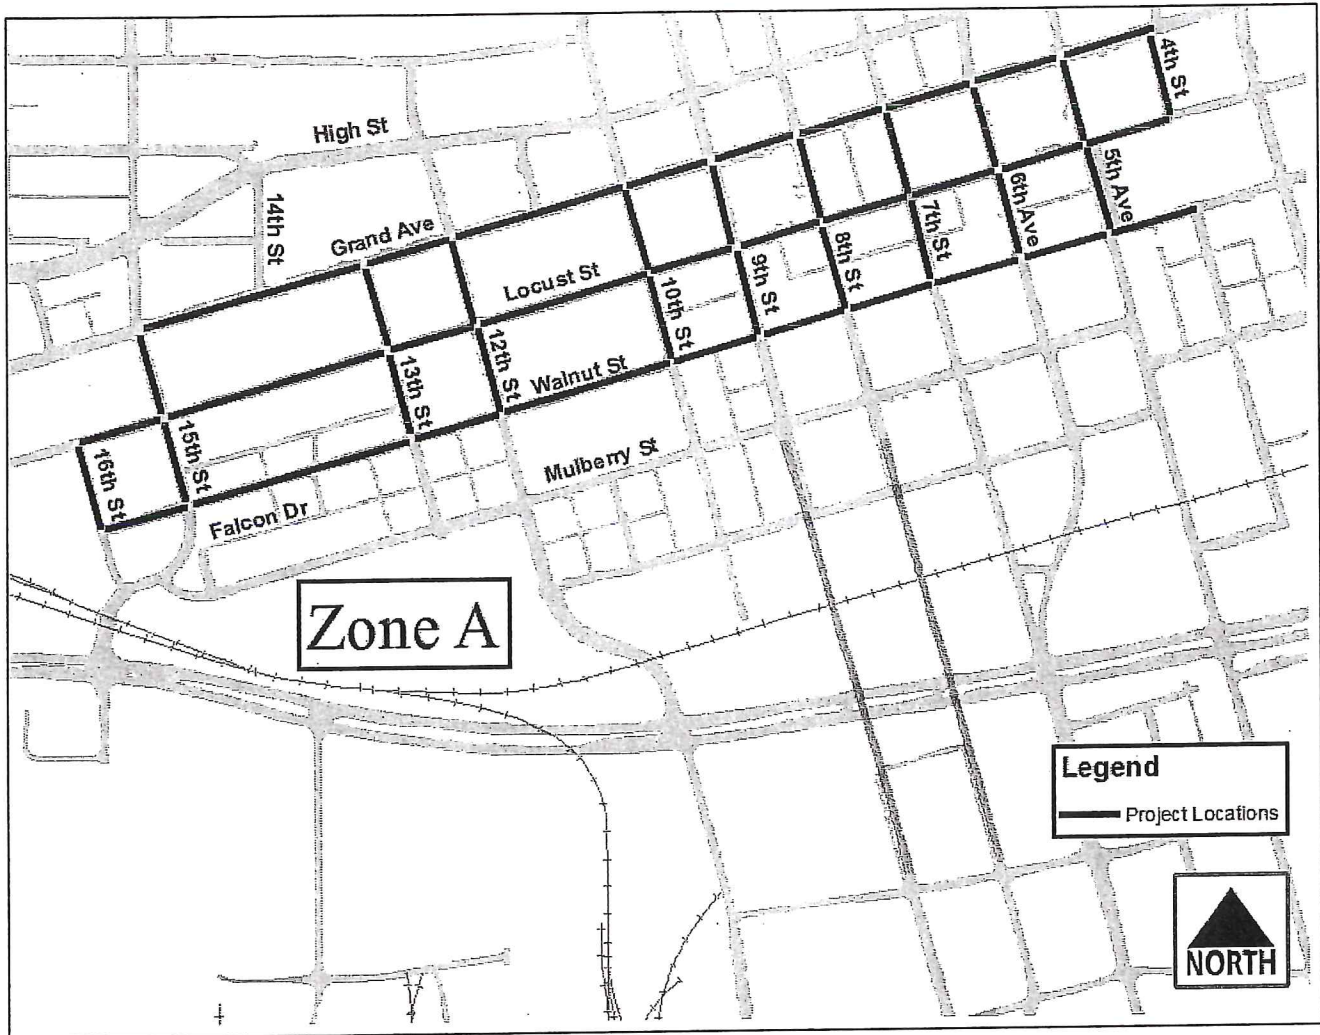 4th St
High St
5th Ave
6th Ave
14th St
7th St
Grand Ave
8th St
9th St
Locust St
10th St
12th St
13th St
Walnut St
15th St
16th St
Mulberry St
Falcon Dr
Zone A
Legend
Project Locations
NORTH